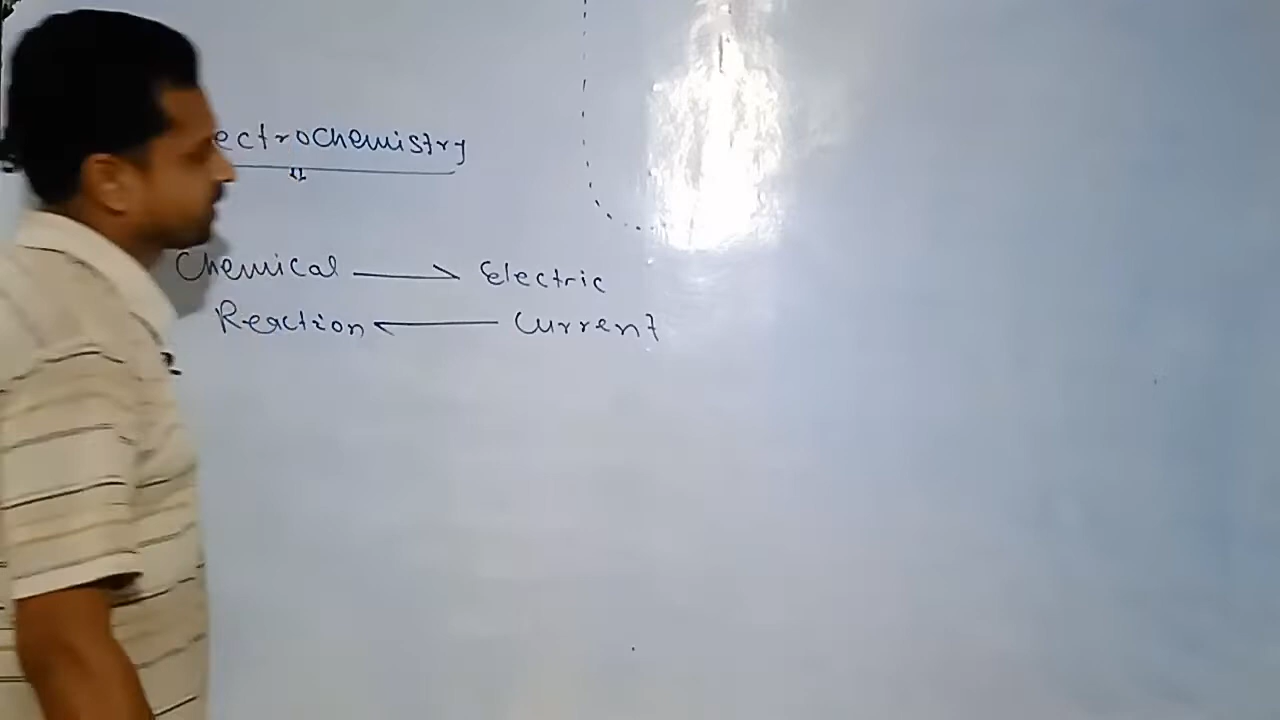 ectrochemistry
Chemical → Electric
Reaction ← Current